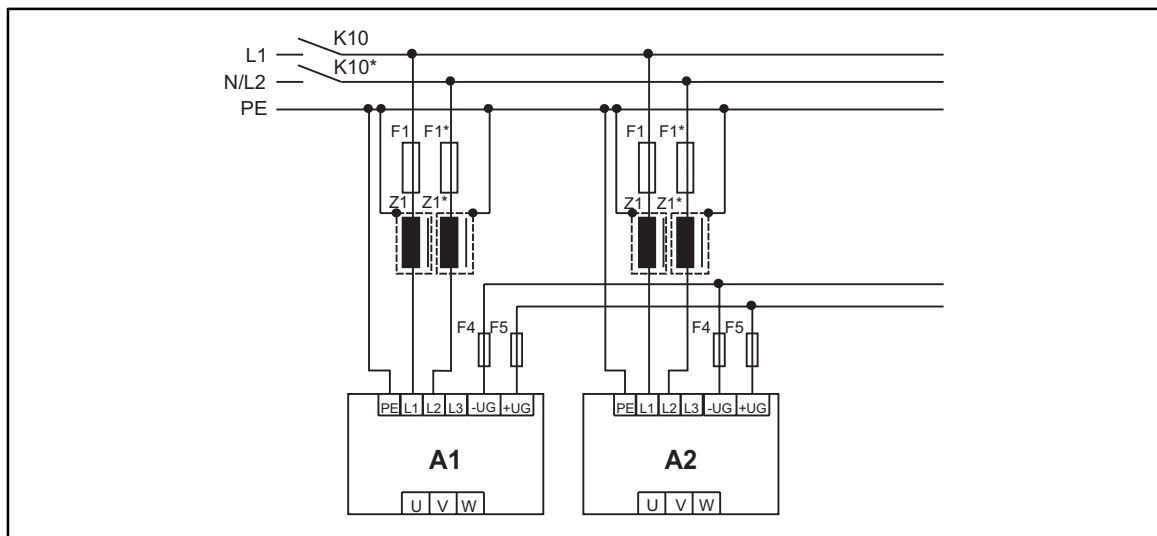 K10
L1
K10*
N/L2
PE
F1 F1* F1 F1*
Z1 Z1* Z1 Z1*
F4 F5 F4 F5
PE L1 L2 L3 -UG +UG PE L1 L2 L3 -UG +UG
A1 A2
U V W U V W